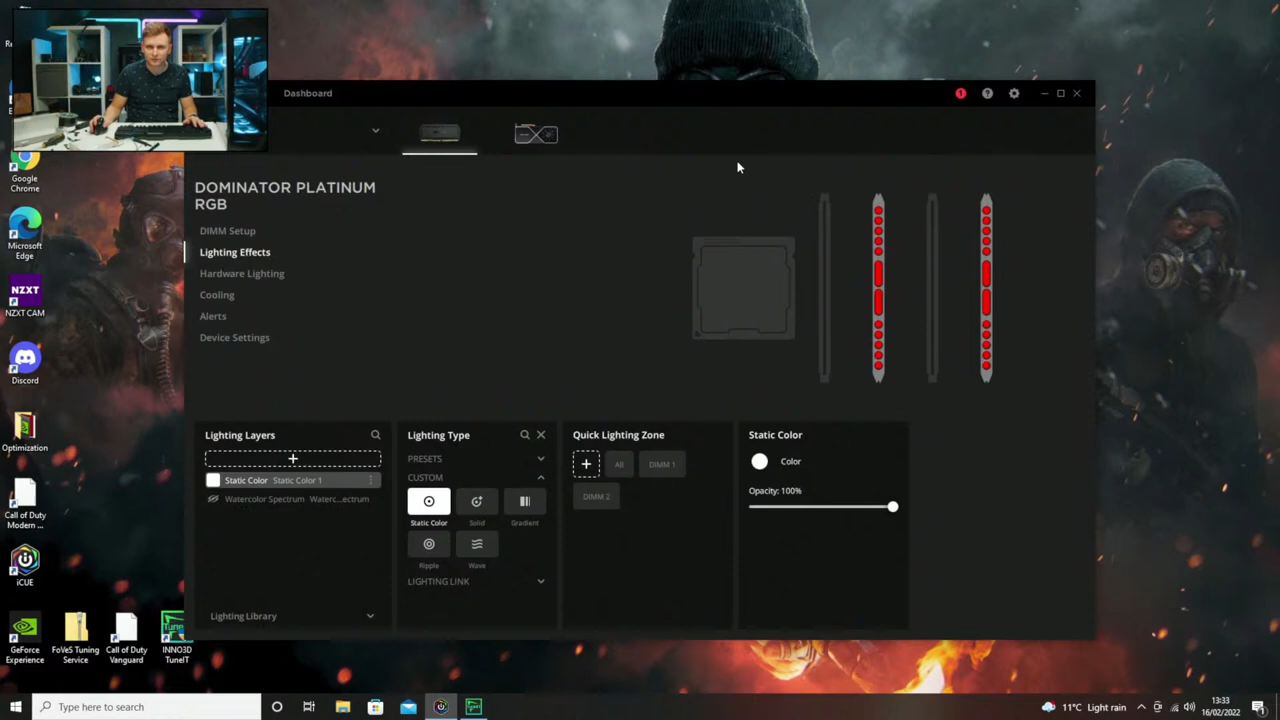 Dashboard
1
?
DOMINATOR PLATINUM
RGB
DIMM Setup
Lighting Effects
Hardware Lighting
Cooling
Alerts
Device Settings
Lighting Layers
+
Static Color Static Color 1
Watercolor Spectrum Waterc...ectrum
Lighting Library
Lighting Type
PRESETS
CUSTOM
Static Color
Solid
Gradient
Ripple
Wave
LIGHTING LINK
Quick Lighting Zone
+
All
DIMM 1
DIMM 2
Static Color
Color
Opacity: 100%
Google
Chrome
Microsoft
Edge
NZXT
NZXT CAM
Discord
Optimization
Call of Duty
Modern ...
iCUE
GeForce
Experience
FoVeS Tuning
Service
Call of Duty
Vanguard
INNO3D
TuneIT
Type here to search
11°C Light rain
13:33
16/02/2022
1